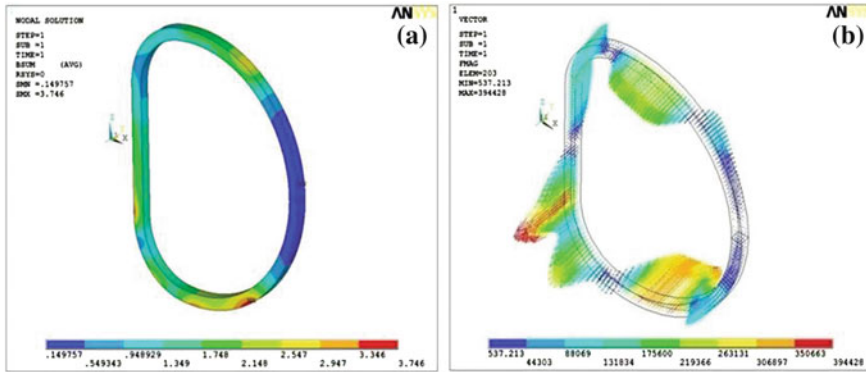 NODAL SOLUTION
STEP=1
SUB =1
TIME=1
BSUM (AVG)
RSYS=0
SMN =.149757
SMX =3.746
AN
(a)
X
.149757 .948929 1.748 2.547 3.346
.549343 1.349 2.148 2.947 3.746
1
VECTOR
STEP=1
SUB =1
TIME=1
FMAG
ELEM=203
MIN=537.213
MAX=394428
AN
(b)
X
537.213 88069 175600 263131 350663
44303 131834 219366 306897 394428